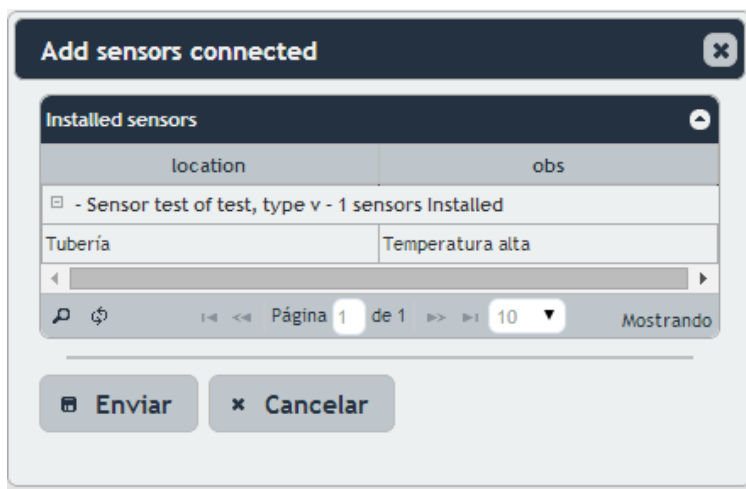 Add sensors connected
Installed sensors
location obs
- Sensor test of test, type v - 1 sensors Installed
Tubería Temperatura alta
Página 1 de 1 10 Mostrando
Enviar Cancelar